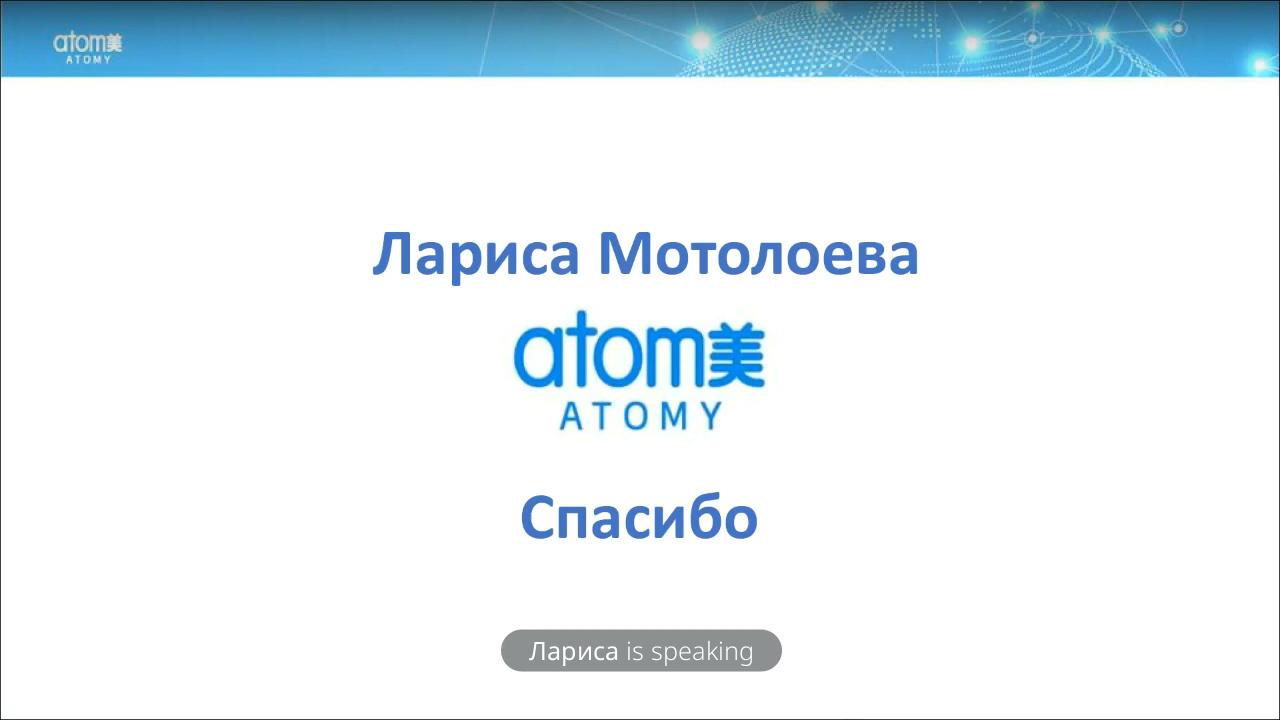 atom美
ATOMY
Лариса Мотолоева
atom美
ATOMY
Спасибо
Лариса is speaking